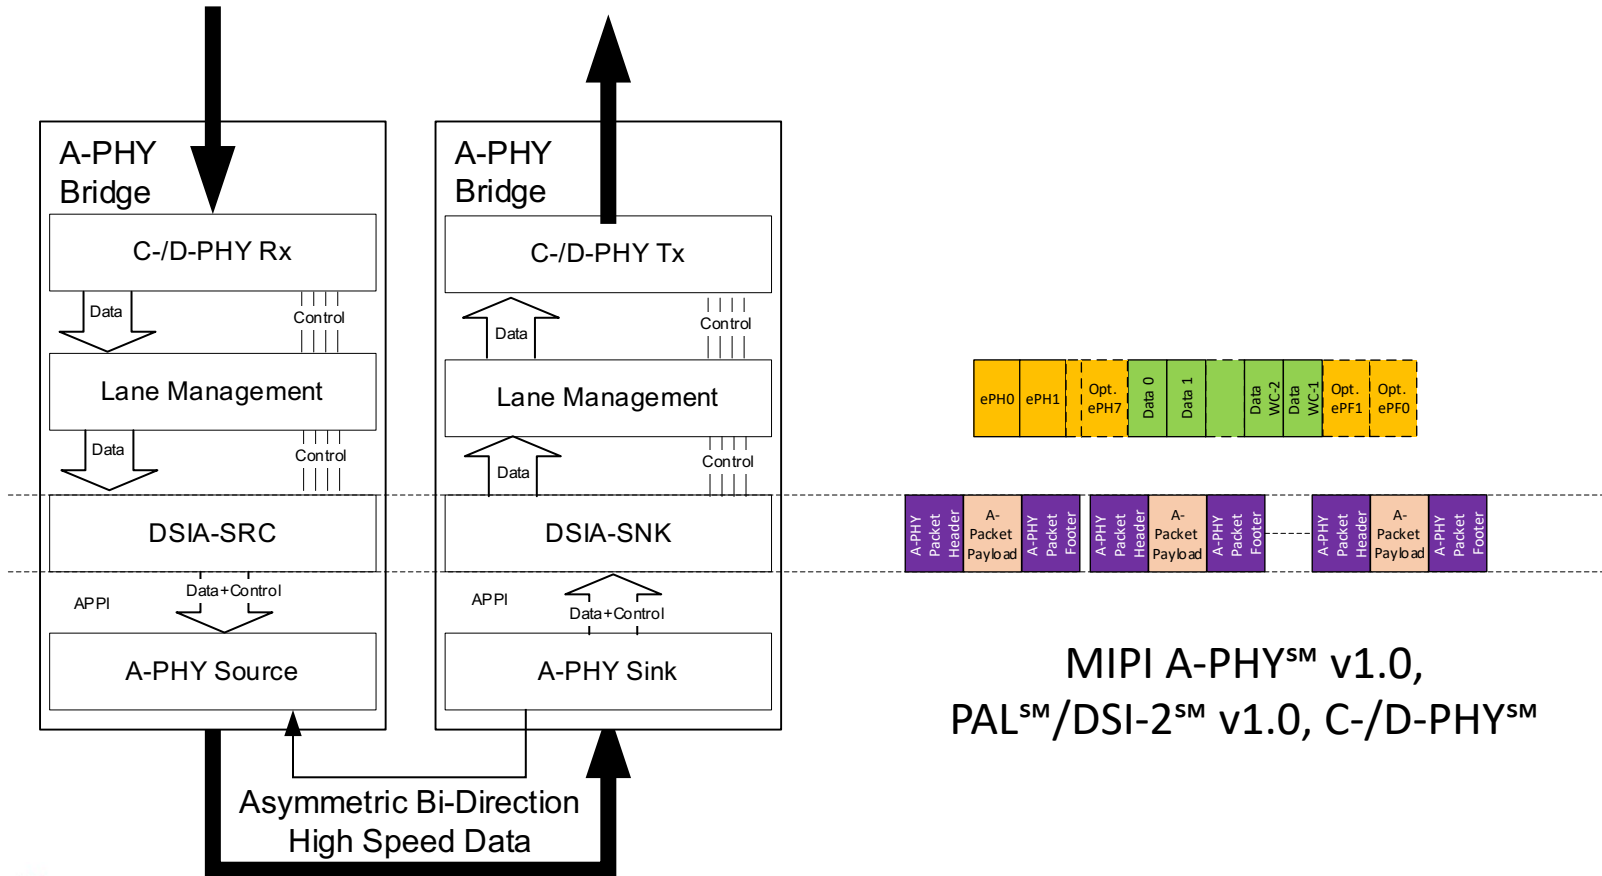 A-PHY
Bridge
C-/D-PHY Rx
Data
Control
Lane Management
Data
Control
DSIA-SRC
APPI
Data+Control
A-PHY Source
A-PHY
Bridge
C-/D-PHY Tx
Data
Control
Lane Management
Data
Control
DSIA-SNK
APPI
Data+Control
A-PHY Sink
Asymmetric Bi-Direction
High Speed Data
ePH0
ePH1
Opt.
ePH7
Data 0
Data 1
Data
WC-2
Data
WC-1
Opt.
ePF1
Opt.
ePF0
A-PHY
Packet
Header
A-
Packet
Payload
A-PHY
Packet
Footer
A-PHY
Packet
Header
A-
Packet
Payload
A-PHY
Packet
Footer
A-PHY
Packet
Header
A-
Packet
Payload
A-PHY
Packet
Footer
MIPI A-PHY℠ v1.0,
PAL℠/DSI-2℠ v1.0, C-/D-PHY℠